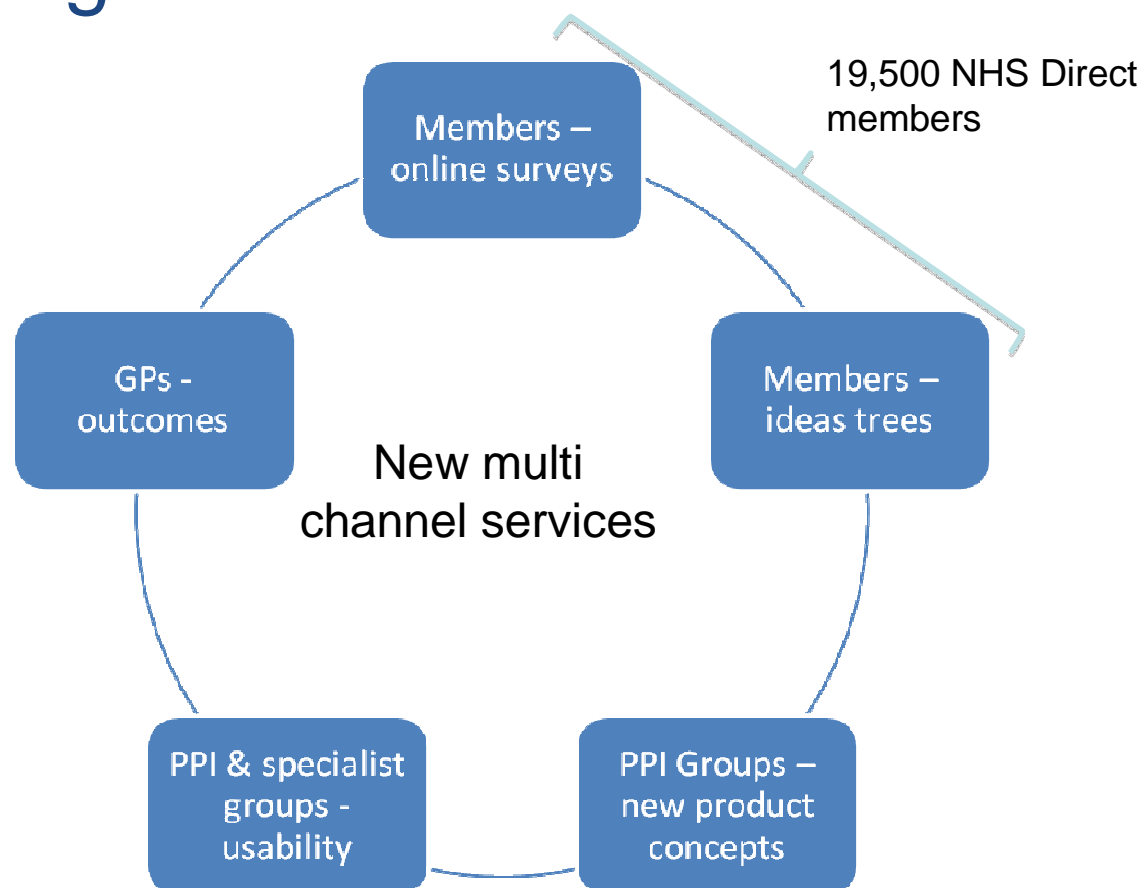 19,500 NHS Direct
members
Members –
online surveys
GPs -
outcomes
Members –
ideas trees
New multi
channel services
PPI & specialist
groups -
usability
PPI Groups –
new product
concepts